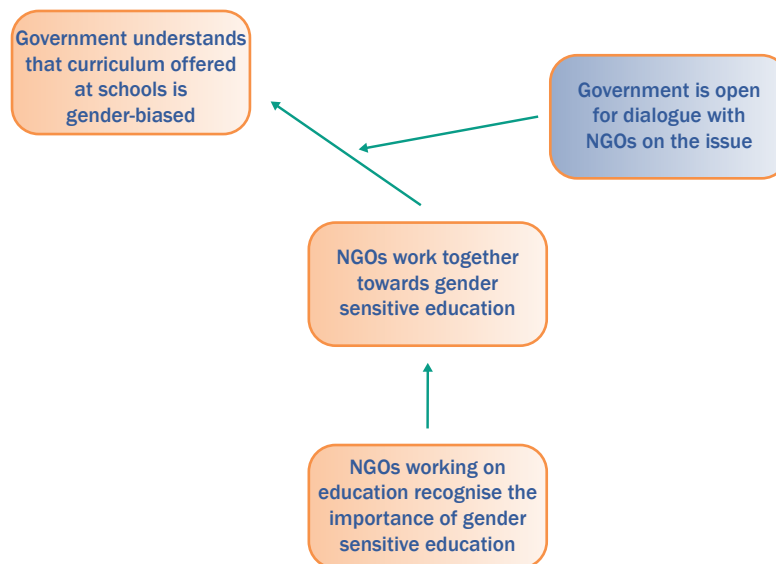 Government understands
that curriculum offered
at schools is
gender-biased
Government is open
for dialogue with
NGOs on the issue
NGOs work together
towards gender
sensitive education
NGOs working on
education recognise the
importance of gender
sensitive education